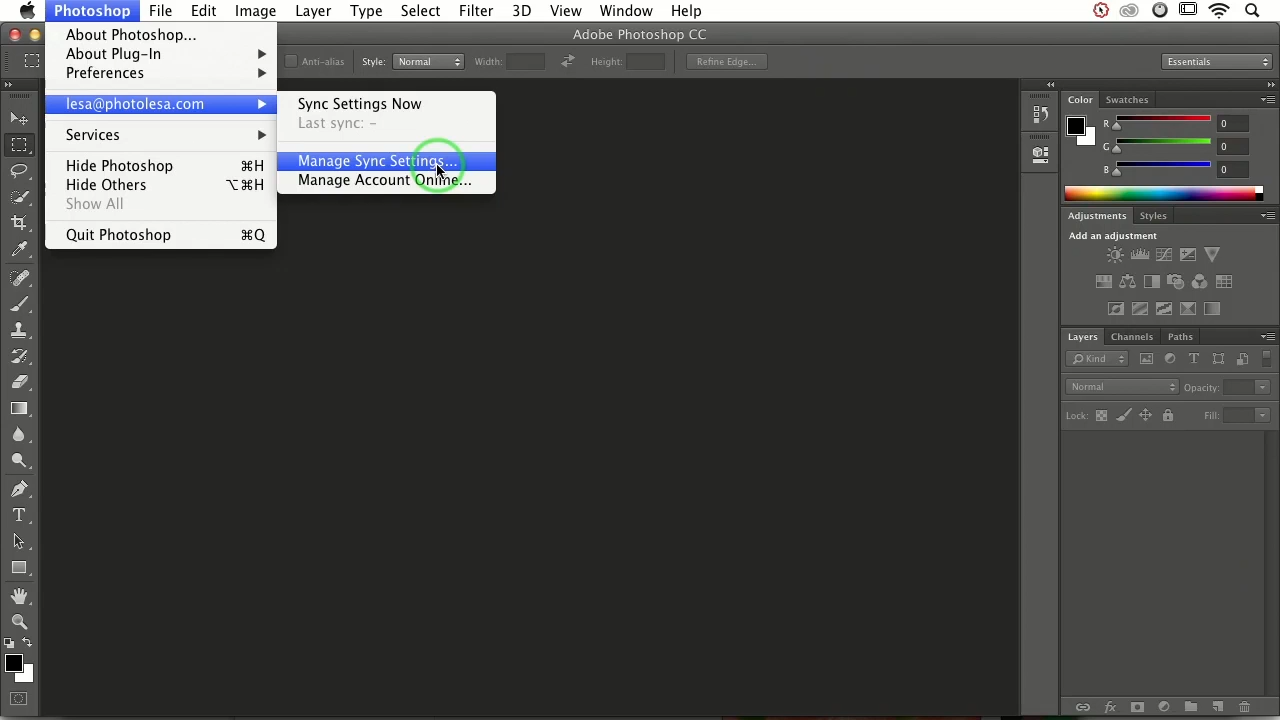 Photoshop File Edit Image Layer Type Select Filter 3D View Window Help
Adobe Photoshop CC
Anti-alias Style: Normal Width: Height: Refine Edge... Essentials
About Photoshop...
About Plug-In
Preferences
lesa@photolesa.com
Services
Hide Photoshop ⌘H
Hide Others ⌥⌘H
Show All
Quit Photoshop ⌘Q
Sync Settings Now
Last sync: -
Manage Sync Settings...
Manage Account Online...
Color Swatches
R 0
G 0
B 0
Adjustments Styles
Add an adjustment
Layers Channels Paths
Kind
Normal Opacity:
Lock: Fill: